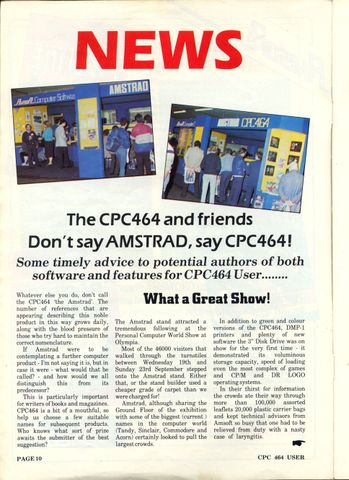 NEWS
Amsoft Computer Software
AMSTRAD
AMSTRAD
CPC464
The CPC464 and friends
Don't say AMSTRAD, say CPC464!
Some timely advice to potential authors of both
software and features for CPC464 User........
Whatever else you do, don't call
the CPC464 'the Amstrad'. The
number of references that are
appearing describing this noble
product in this way grows daily,
along with the blood pressure of
those who try hard to maintain the
correct nomenclature.
If Amstrad were to be
contemplating a further computer
product - I'm not saying it is, but in
case it were - what would that be
called? - and how would we all
distinguish this from its
predecessor?
This is particularly important
for writers of books and magazines.
CPC464 is a bit of a mouthful, so
help us choose a few suitable
names for subsequent products.
Who knows what sort of prize
awaits the submitter of the best
suggestion?
What a Great Show!
The Amstrad stand attracted a
tremendous following at the
Personal Computer World Show at
Olympia.
Most of the 46000 visitors that
walked through the turnstiles
between Wednesday 19th and
Sunday 23rd September stepped
onto the Amstrad stand. Either
that, or the stand builder used a
cheaper grade of carpet than we
were charged for!
Amstrad, although sharing the
Ground Floor of the exhibition
with some of the biggest (current)
names in the computer world
(Tandy, Sinclair, Commodore and
Acorn) certainly looked to pull the
largest crowds.
In addition to green and colour
versions of the CPC464, DMP-1
printers and plenty of new
software the 3" Disk Drive was on
show for the very first time - it
demonstrated its voluminous
storage capacity, speed of loading
even the most complex of games
and CP/M and DR LOGO
operating systems.
In their thirst for information
the crowds ate their way through
more than 100,000 assorted
leaflets 20,000 plastic carrier bags
and kept technical advisors from
Amsoft so busy that one had to be
relieved from duty with a nasty
case of laryngitis.
PAGE 10
CPC 464 USER